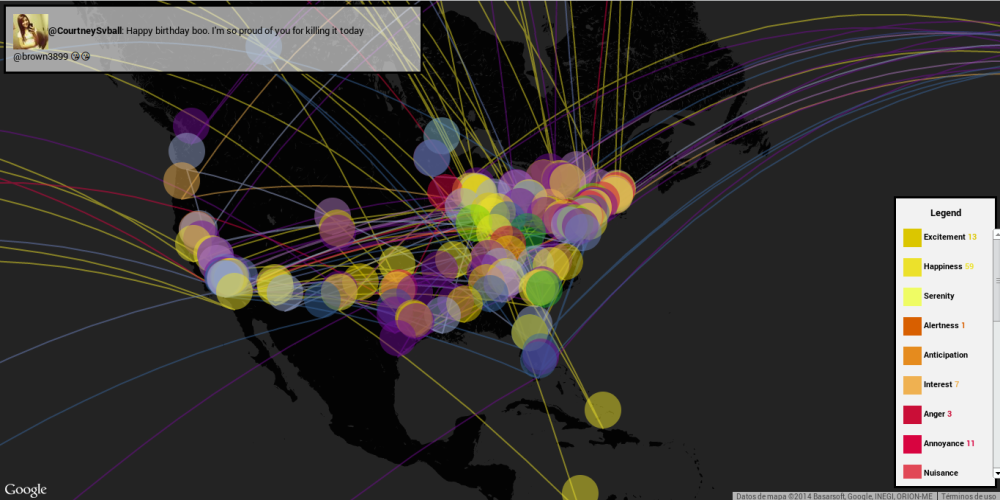 @CourtneySvball: Happy birthday boo. I'm so proud of you for killing it today
@brown3899 😘😘
Legend
Excitement 13
Happiness 59
Serenity
Alertness 1
Anticipation
Interest 7
Anger 3
Annoyance 11
Nuisance
Google
Datos de mapa ©2014 Basarsoft, Google, INEGI, ORION-ME | Términos de uso